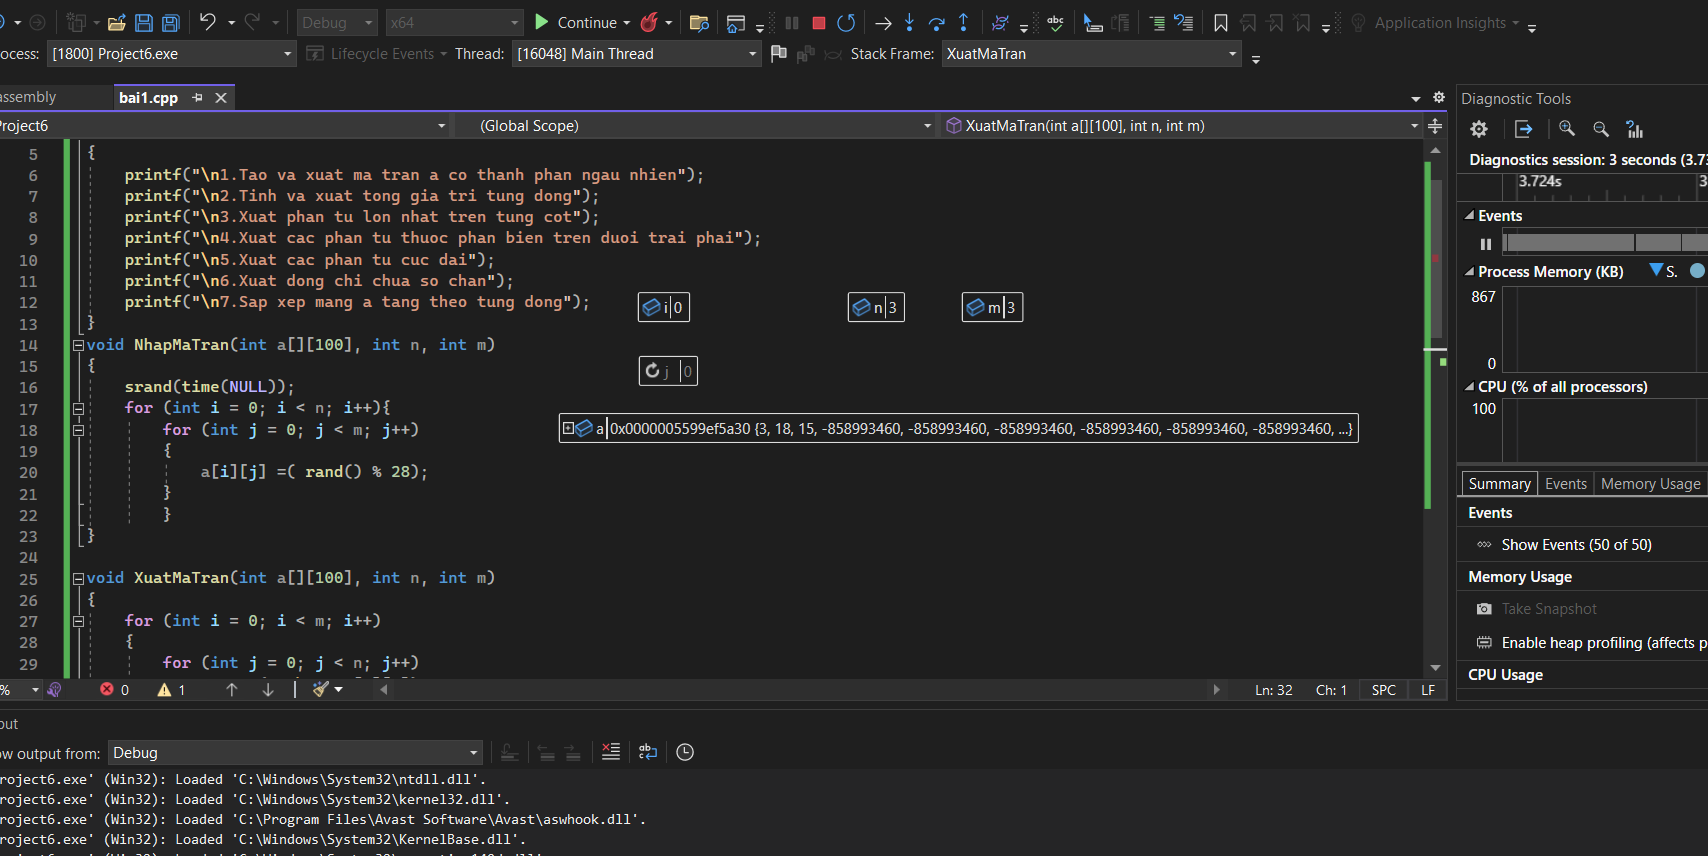 Debug x64 Continue Application Insights
ocess: [1800] Project6.exe Lifecycle Events Thread: [16048] Main Thread Stack Frame: XuatMaTran
assembly bai1.cpp
roject6 (Global Scope) XuatMaTran(int a[][100], int n, int m)
5 {
6 printf("\n1.Tao va xuat ma tran a co thanh phan ngau nhien");
7 printf("\n2.Tinh va xuat tong gia tri tung dong");
8 printf("\n3.Xuat phan tu lon nhat tren tung cot");
9 printf("\n4.Xuat cac phan tu thuoc phan bien tren duoi trai phai");
10 printf("\n5.Xuat cac phan tu cuc dai");
11 printf("\n6.Xuat dong chi chua so chan");
12 printf("\n7.Sap xep mang a tang theo tung dong");
i 0 n 3 m 3
13 }
14 void NhapMaTran(int a[][100], int n, int m)
15 {
j 0
16 srand(time(NULL));
17 for (int i = 0; i < n; i++){
18 for (int j = 0; j < m; j++)
a 0x0000005599ef5a30 {3, 18, 15, -858993460, -858993460, -858993460, -858993460, -858993460, -858993460, ...}
19 {
20 a[i][j] =( rand() % 28);
21 }
22 }
23 }
24
25 void XuatMaTran(int a[][100], int n, int m)
26 {
27 for (int i = 0; i < m; i++)
28 {
29 for (int j = 0; j < n; j++)
% 0 1 Ln: 32 Ch: 1 SPC LF
Diagnostic Tools
Diagnostics session: 3 seconds (3.7
3.724s 3
Events
Process Memory (KB) S.
867
0
CPU (% of all processors)
100
Summary Events Memory Usage
Events
Show Events (50 of 50)
Memory Usage
Take Snapshot
Enable heap profiling (affects p
CPU Usage
put
ow output from: Debug
roject6.exe' (Win32): Loaded 'C:\Windows\System32\ntdll.dll'.
roject6.exe' (Win32): Loaded 'C:\Windows\System32\kernel32.dll'.
roject6.exe' (Win32): Loaded 'C:\Program Files\Avast Software\Avast\aswhook.dll'.
roject6.exe' (Win32): Loaded 'C:\Windows\System32\KernelBase.dll'.